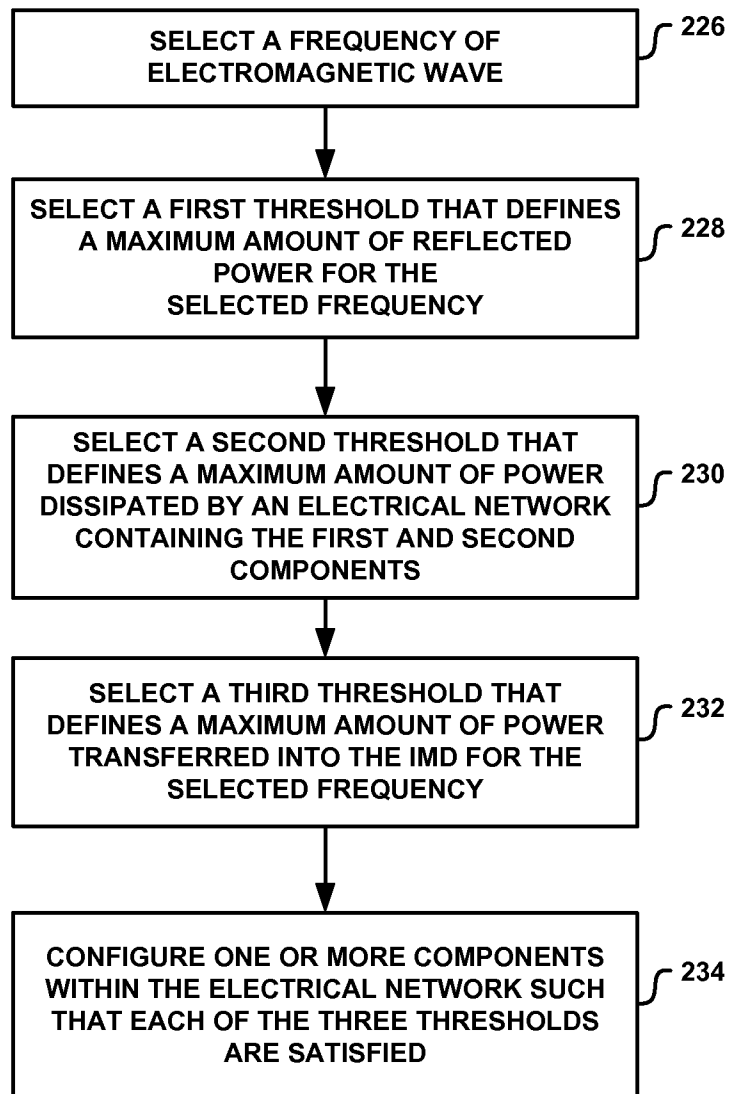 SELECT A FREQUENCY OF
ELECTROMAGNETIC WAVE
226
SELECT A FIRST THRESHOLD THAT DEFINES
A MAXIMUM AMOUNT OF REFLECTED
POWER FOR THE
SELECTED FREQUENCY
228
SELECT A SECOND THRESHOLD THAT
DEFINES A MAXIMUM AMOUNT OF POWER
DISSIPATED BY AN ELECTRICAL NETWORK
CONTAINING THE FIRST AND SECOND
COMPONENTS
230
SELECT A THIRD THRESHOLD THAT
DEFINES A MAXIMUM AMOUNT OF POWER
TRANSFERRED INTO THE IMD FOR THE
SELECTED FREQUENCY
232
CONFIGURE ONE OR MORE COMPONENTS
WITHIN THE ELECTRICAL NETWORK SUCH
THAT EACH OF THE THREE THRESHOLDS
ARE SATISFIED
234